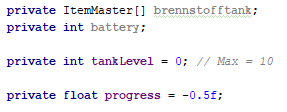 private ItemMaster[] brennstofftank;
private int battery;
private int tankLevel = 0; // Max = 10
private float progress = -0.5f;